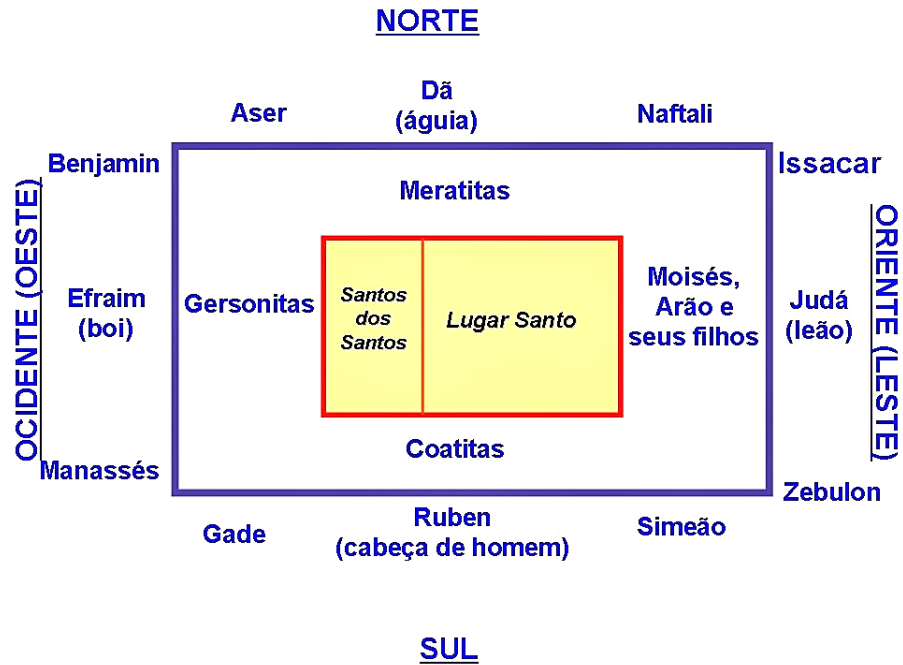 NORTE
Aser
Dã
(águia)
Naftali
Benjamin
Issacar
Meratitas
OCIDENTE (OESTE)
Efraim
(boi)
Gersonitas
Santos
dos
Santos
Lugar Santo
Moisés,
Arão e
seus filhos
Judá
(leão)
ORIENTE (LESTE)
Coatitas
Manassés
Zebulon
Gade
Ruben
(cabeça de homem)
Simeão
SUL